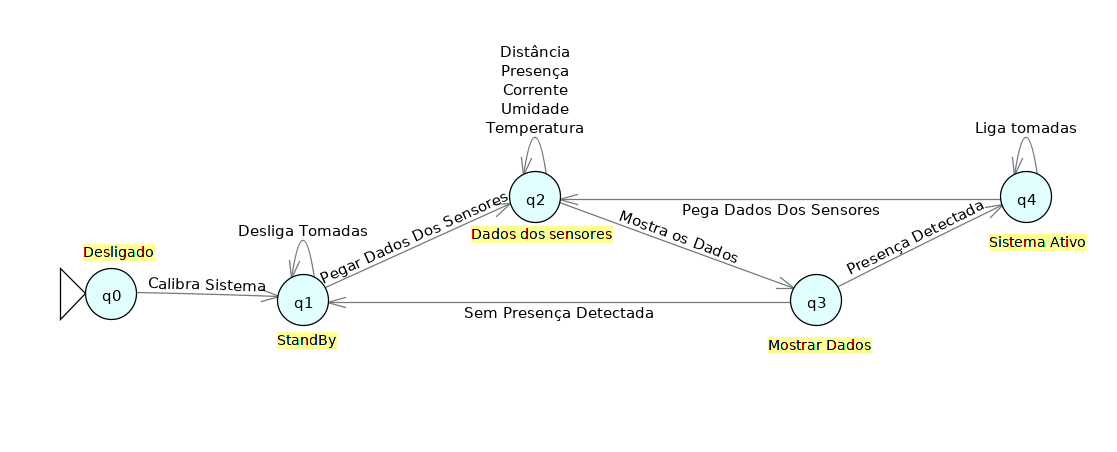 Distância
Presença
Corrente
Umidade
Temperatura
Liga tomadas
q2
q4
Pega Dados Dos Sensores
Dados dos sensores
Sistema Ativo
Pegar Dados Dos Sensores
Mostra os Dados
Presença Detectada
Desliga Tomadas
Desligado
q0
Calibra Sistema
q1
q3
Sem Presença Detectada
StandBy
Mostrar Dados